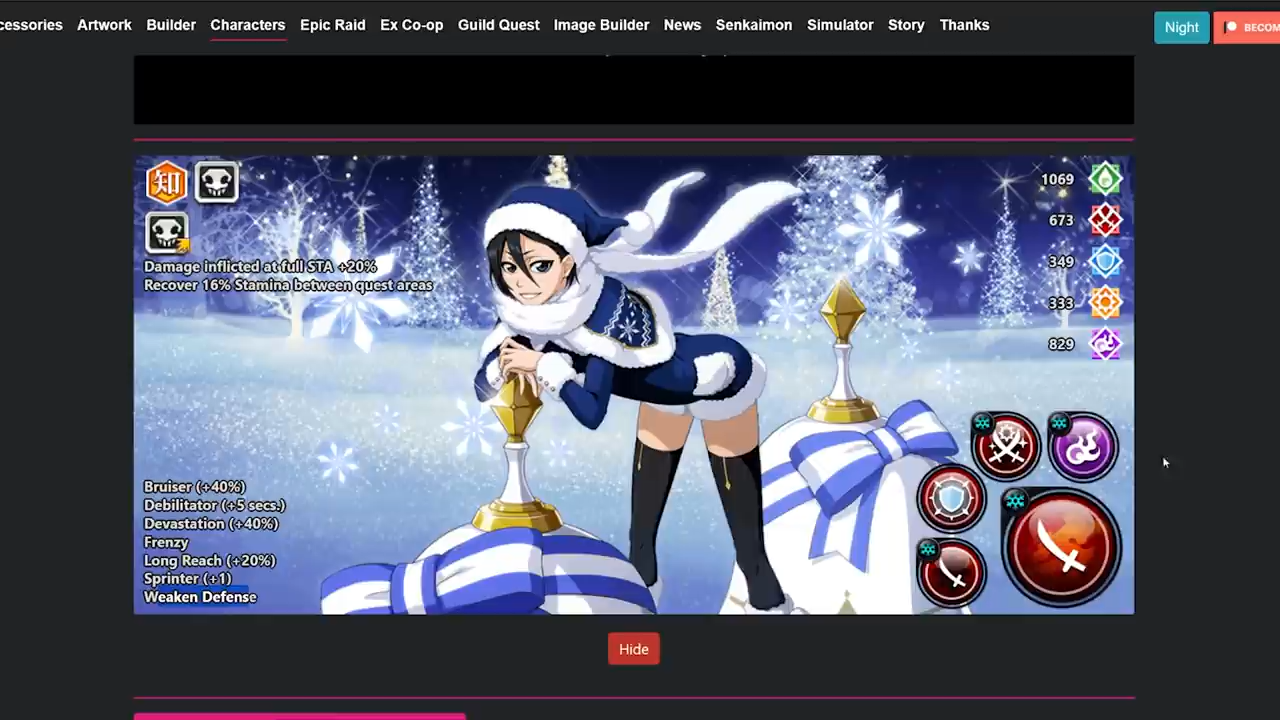 cessories Artwork Builder Characters Epic Raid Ex Co-op Guild Quest Image Builder News Senkaimon Simulator Story Thanks Night BECOM
知
Damage inflicted at full STA +20%
Recover 16% Stamina between quest areas
1069
673
349
333
829
Bruiser (+40%)
Debilitator (+5 secs.)
Devastation (+40%)
Frenzy
Long Reach (+20%)
Sprinter (+1)
Weaken Defense
Hide